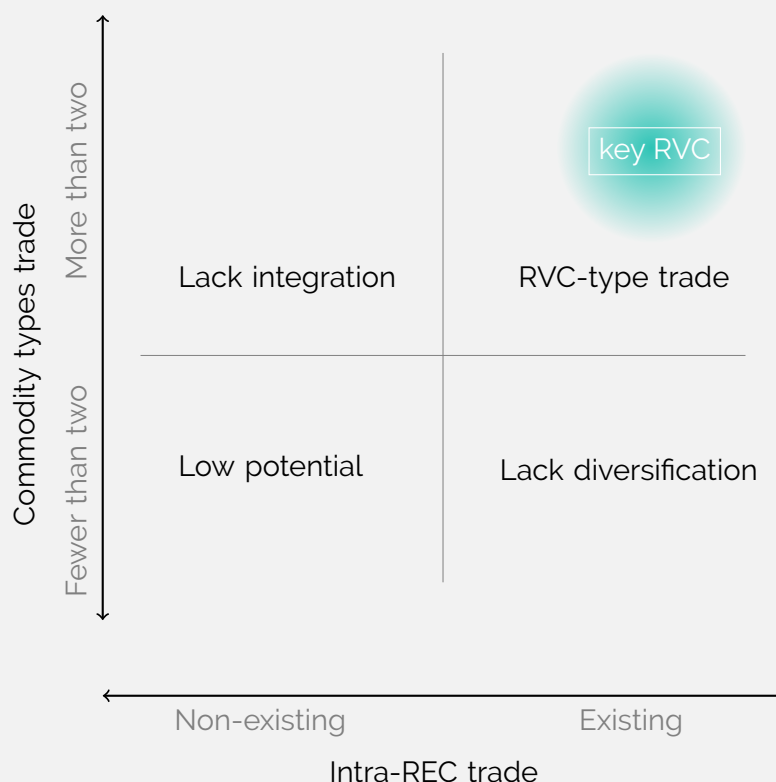 More than two
key RVC
Commodity types trade
Lack integration
RVC-type trade
Fewer than two
Low potential
Lack diversification
Non-existing
Existing
Intra-REC trade